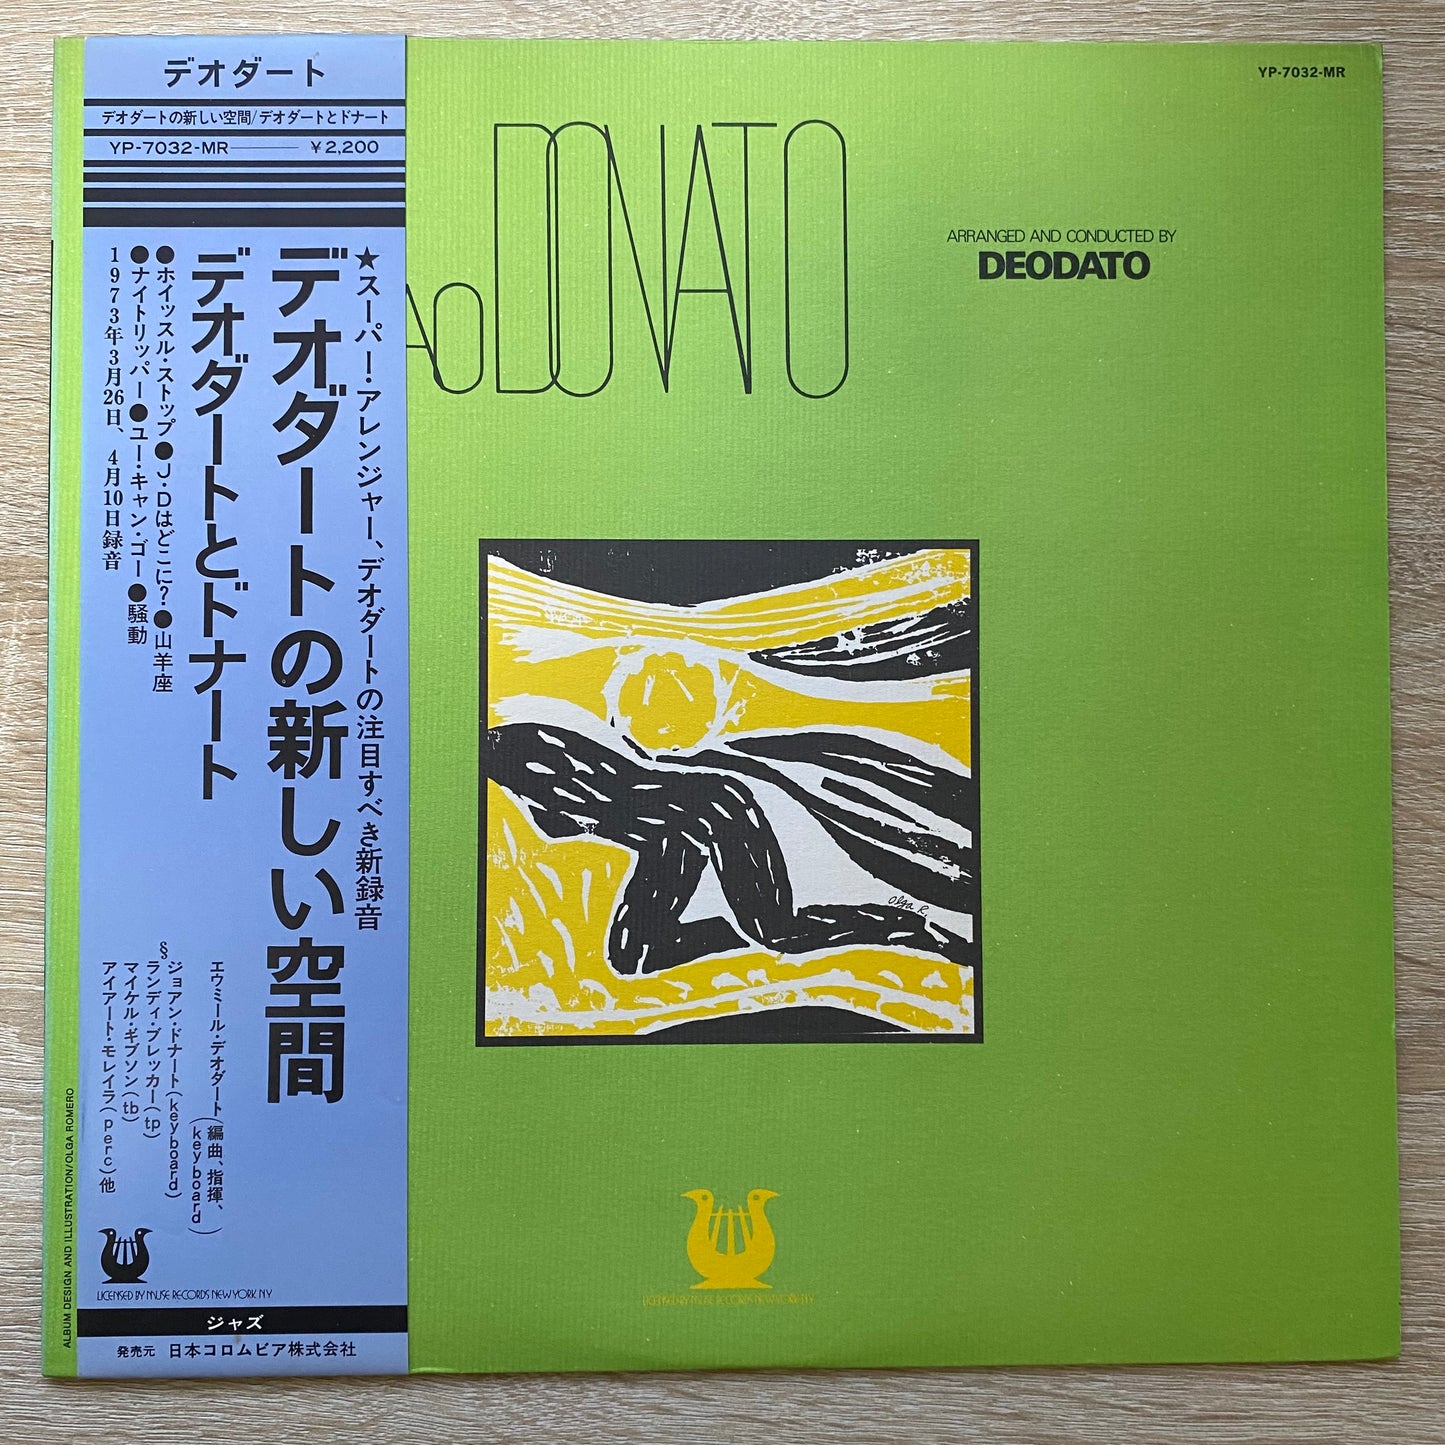 デオダート
デオダートの新しい空間/デオダートとドナート
YP-7032-MR ¥2,200
★スーパー・アレンジャー、デオダートの注目すべき新録音
デオダートの新しい空間
デオダートとドナート
●ホイッスル・ストップ●J・Dはどこに?●山羊座
●ナイトリッパー●ユー・キャン・ゴー●騒動
1973年3月26日、4月10日録音
エウミール・デオダート(編曲、指揮、
keyboard)
§
ジョアン・ドナート(keyboard)
ランディ・ブレッカー(tp)
マイケル・ギブソン(tb)
アイアート・モレイラ(perc)他
LICENSED BY MUSE RECORDS NEW YORK N.Y
ジャズ
発売元 日本コロムビア株式会社
ALBUM DESIGN AND ILLUSTRATION/OLGA ROMERO
AO DONATO
YP-7032-MR
ARRANGED AND CONDUCTED BY
DEODATO
Olga R.
LICENSED BY MUSE RECORDS NEW YORK N.Y